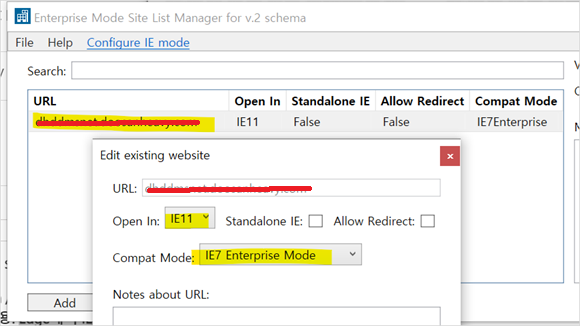 Enterprise Mode Site List Manager for v.2 schema
File Help Configure IE mode
Search:
URL Open In Standalone IE Allow Redirect Compat Mode
IE11 False False IE7Enterprise
Edit existing website
URL:
Open In: IE11 Standalone IE: Allow Redirect:
Compat Mode: IE7 Enterprise Mode
Add
Notes about URL: